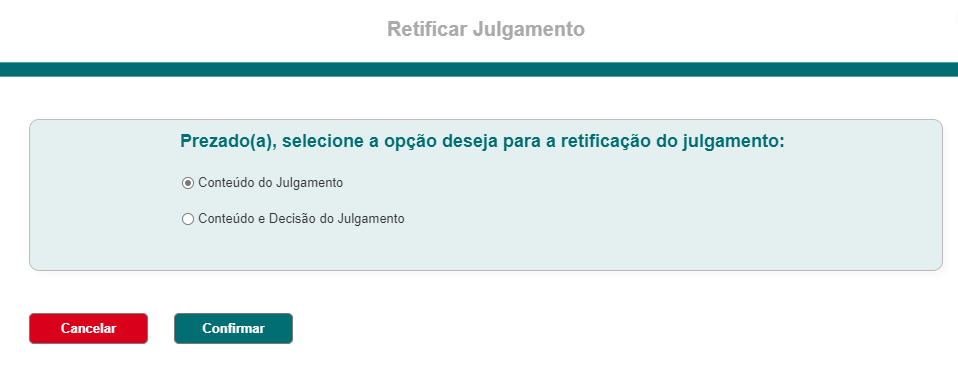 Retificar Julgamento
Prezado(a), selecione a opção deseja para a retificação do julgamento:
Conteúdo do Julgamento
Conteúdo e Decisão do Julgamento
Cancelar Confirmar